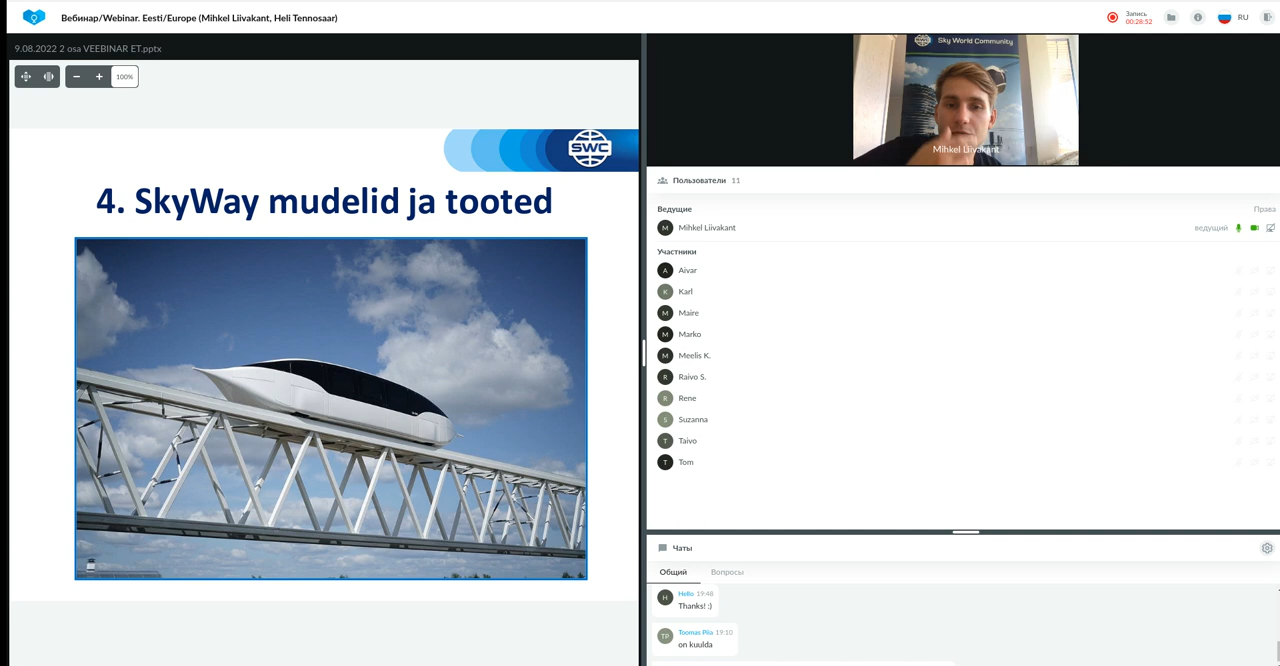 Вебинар/Webinar. Eesti/Europe (Mihkel Liivakant, Heli Tennosaar)
Запись
00:28:52
RU
9.08.2022 2 osa VEEBINAR ET.pptx
100%
SWC
4. SkyWay mudelid ja tooted
Sky World Community
Mihkel Liivakant
Пользователи 11
Ведущие
Права
M
Mihkel Liivakant
ведущий
Участники
A
Aivar
K
Karl
M
Maire
M
Marko
M
Meelis K.
R
Raivo S.
R
Rene
S
Suzanna
T
Taivo
T
Tom
Чаты
Общий
Вопросы
H
Hello 19:48
Thanks! :)
TP
Toomas Piia 19:10
on kuulda